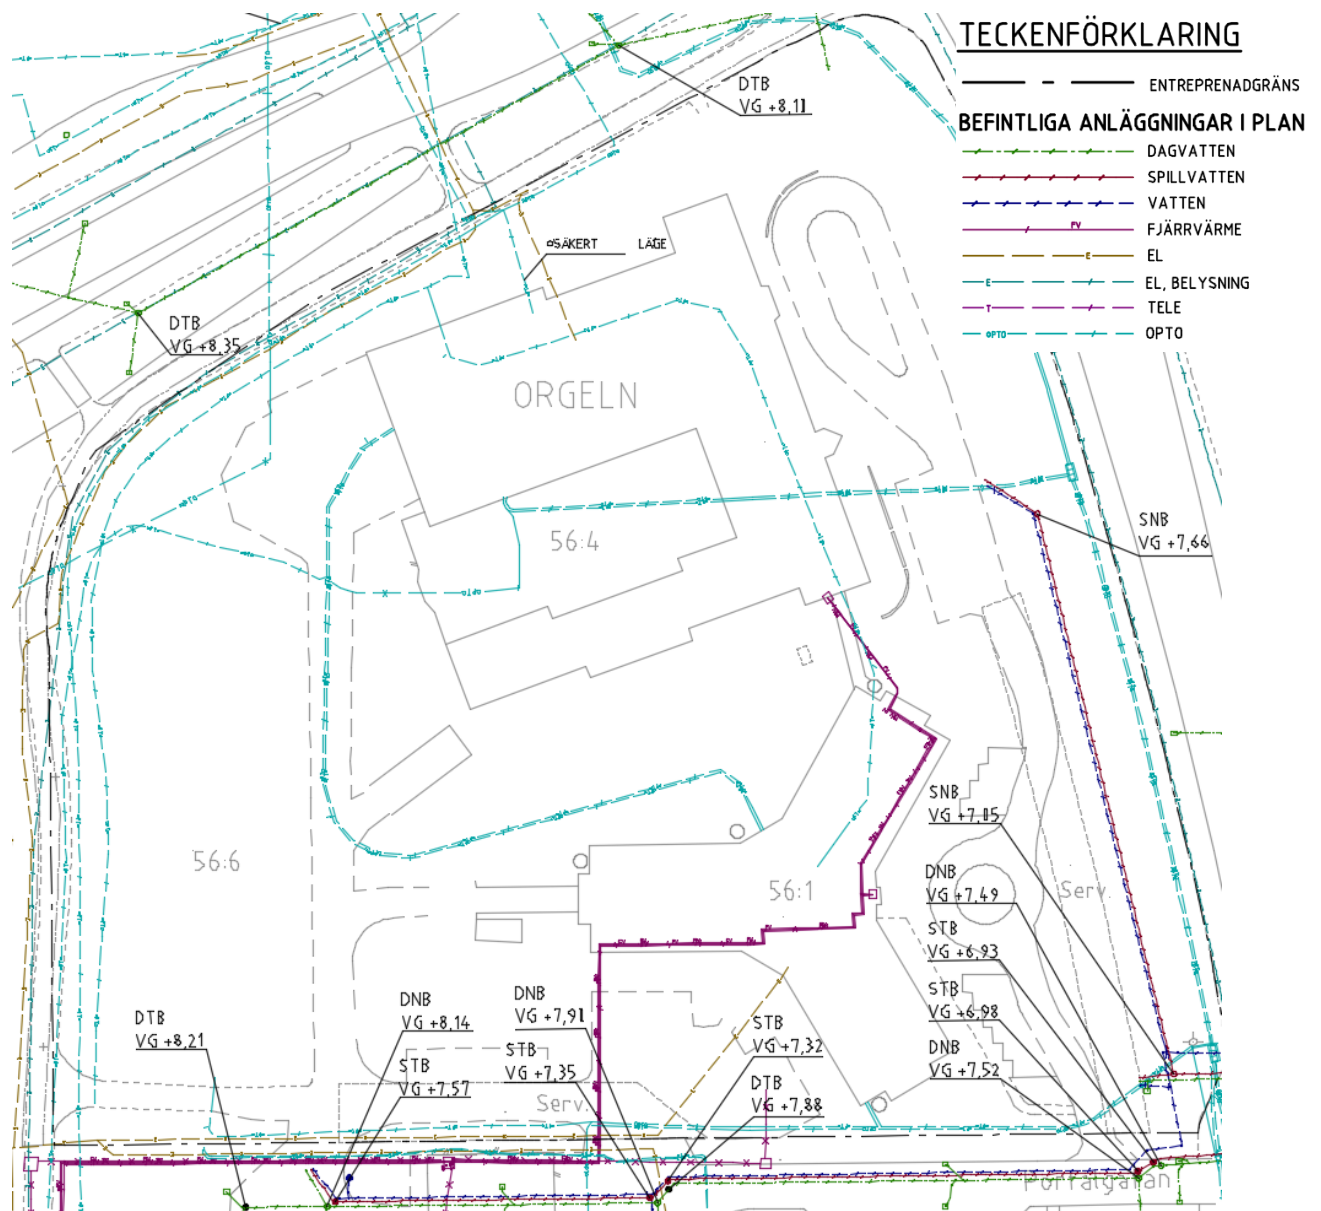 TECKENFÖRKLARING
ENTREPRENADGRÄNS
BEFINTLIGA ANLÄGGNINGAR I PLAN
DAGVATTEN
SPILLVATTEN
VATTEN
FV
FJÄRRVÄRME
E
EL
E
EL, BELYSNING
T
TELE
OPTO
OPTO
DTB
VG +8,11
SÄKERT LÄGE
DTB
VG +8,35
ORGELN
56:4
SNB
VG +7,66
56:6
56:1
SNB
DNB
VG +7,49
Serv.
STB
VG +6,93
STB
VG +6,98
DNB
VG +7,52
DTB
VG +8,21
DNB
VG +8,14
STB
VG +7,57
DNB
VG +7,91
STB
VG +7,35
STB
VG +7,32
DTB
VG +7,88
Serv.
Portalgatan